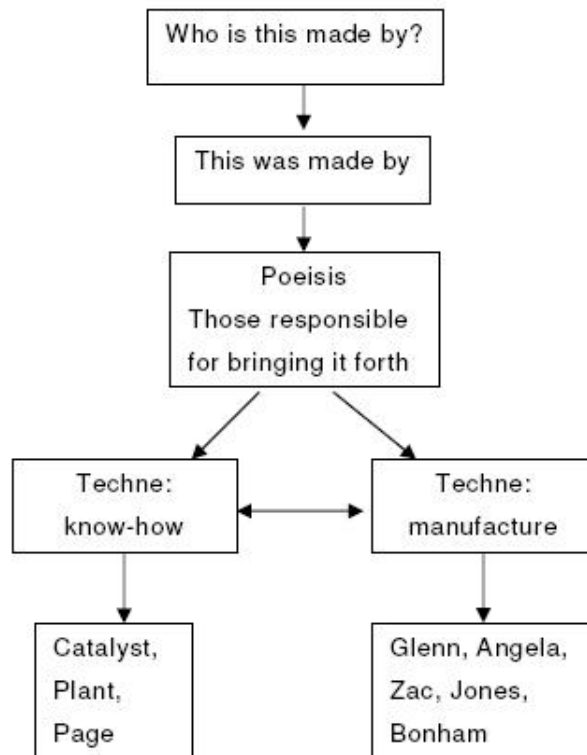 Who is this made by?
This was made by
Poeisis
Those responsible
for bringing it forth
Techne:
know-how
Techne:
manufacture
Catalyst,
Plant,
Page
Glenn, Angela,
Zac, Jones,
Bonham